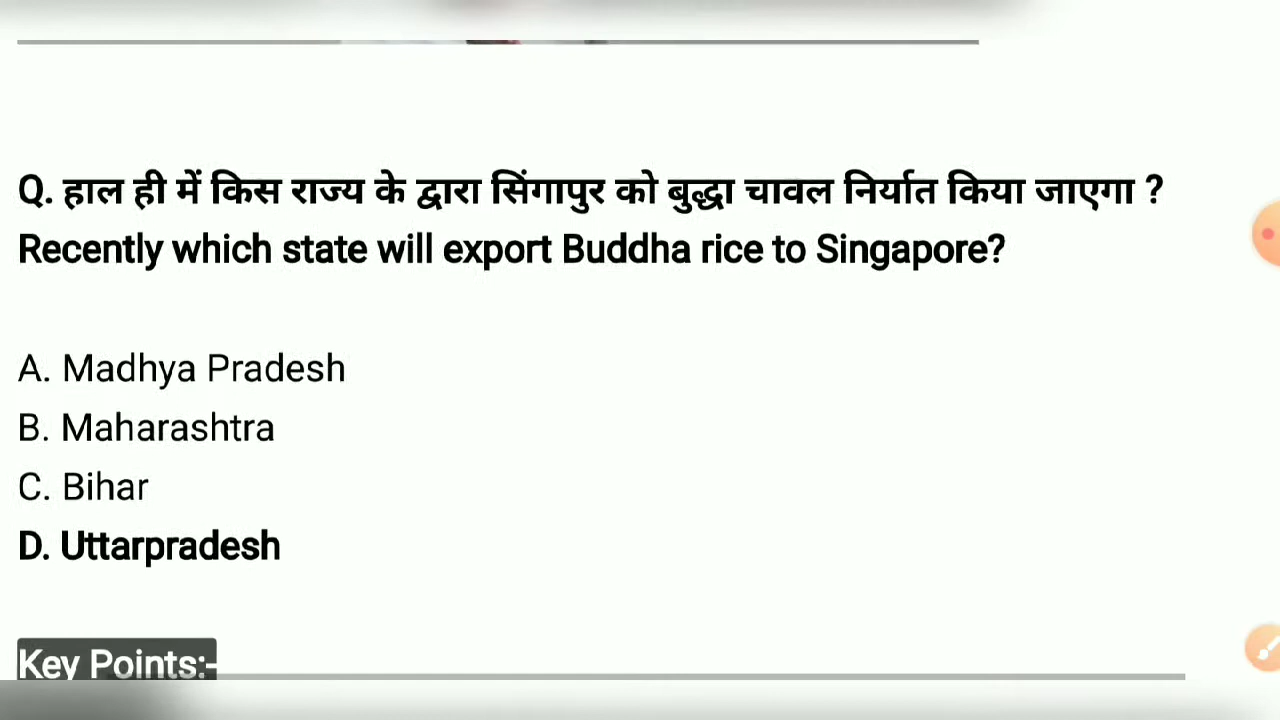 Q. हाल ही में किस राज्य के द्वारा सिंगापुर को बुद्धा चावल निर्यात किया जाएगा ?
Recently which state will export Buddha rice to Singapore?
A. Madhya Pradesh
B. Maharashtra
C. Bihar
D. Uttarpradesh
Key Points:-